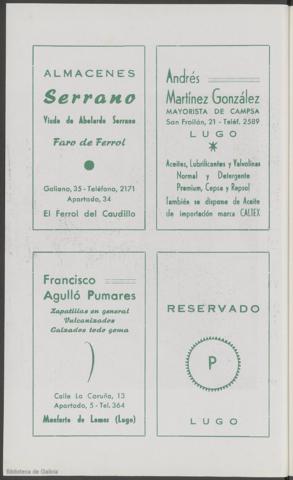 ALMACENES
Serrano
Viuda de Abelardo Serrano
Faro de Ferrol
Galiano, 35 - Teléfono, 2171
Apartado, 34
El Ferrol del Caudillo
Andrés
Martínez González
MAYORISTA DE CAMPSA
San Froilán, 21 - Teléf. 2589
LUGO
Aceites, Lubrificantes y Valvolinas
Normal y Detergente
Premium, Cepsa y Repsol
También se dispone de Aceite
de importación marca CALTEX
Francisco
Agulló Pumares
Zapatillas en general
Vulcanizados
Calzados todo goma
Calle La Coruña, 13
Apartado, 5 - Tel. 364
Monforte de Lemos (Lugo)
RESERVADO
P
LUGO
Biblioteca de Galicia